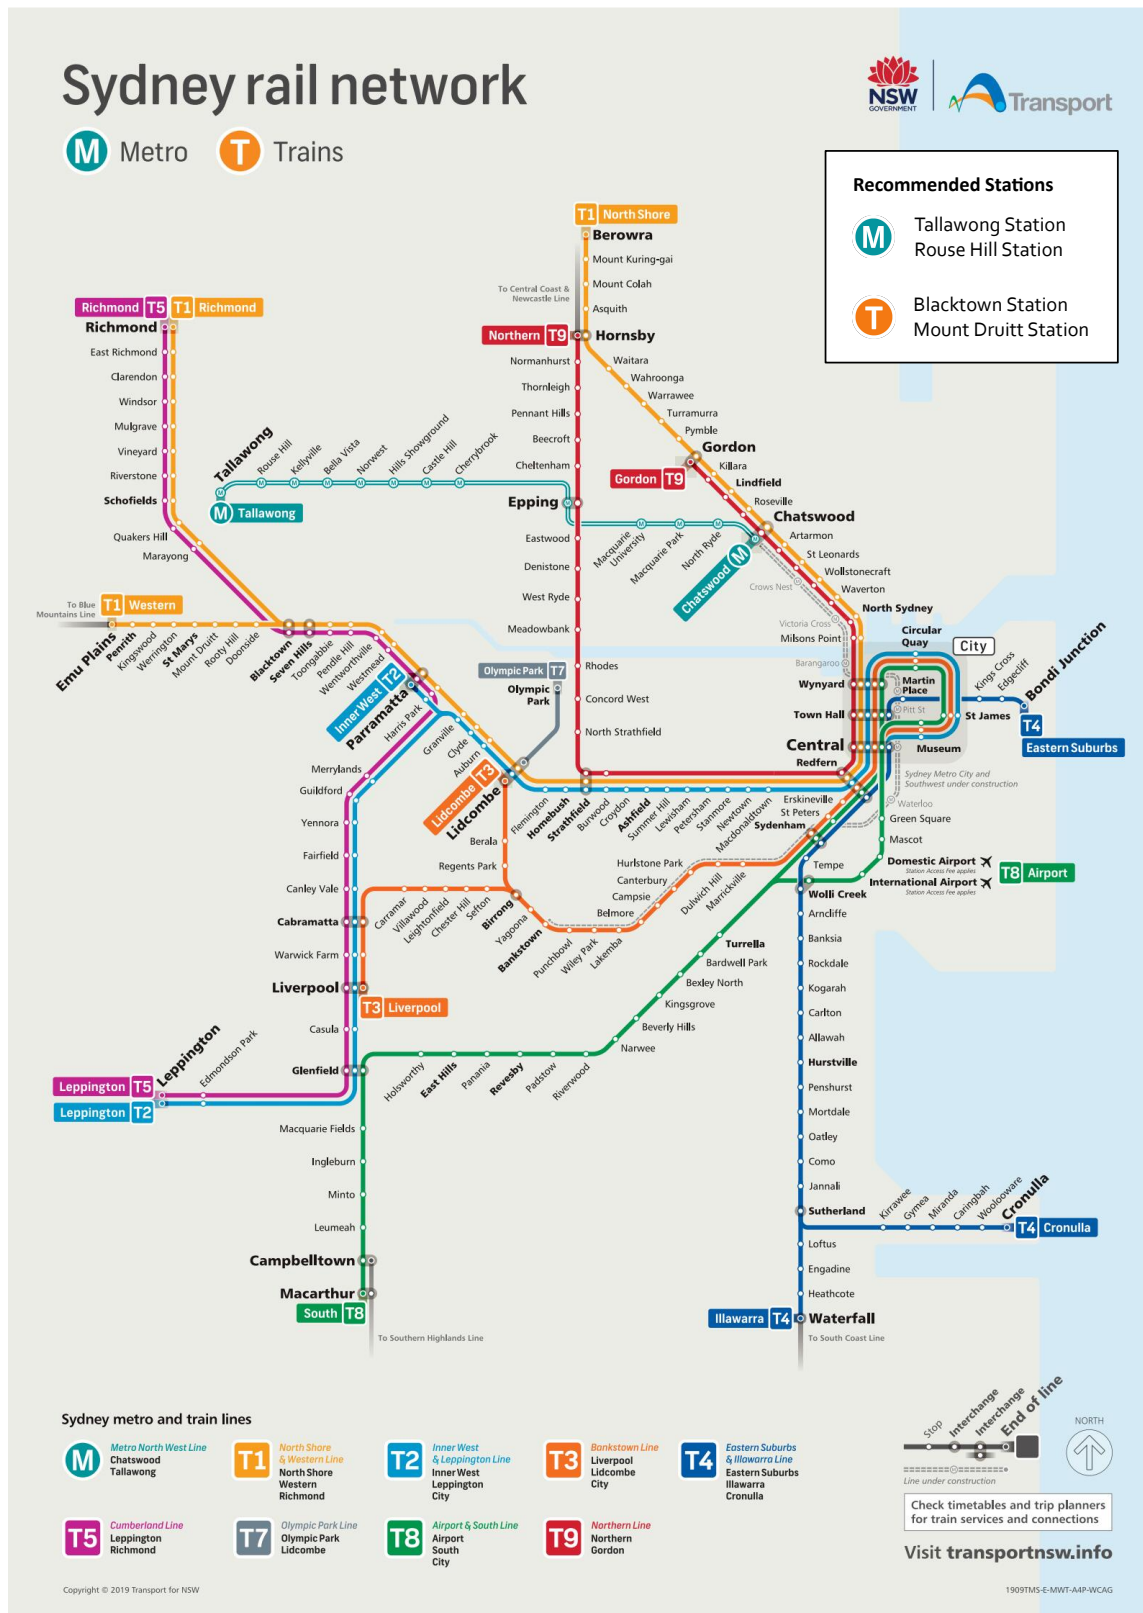 Sydney rail network
M Metro T Trains
NSW
GOVERNMENT
Transport
Recommended Stations
M
Tallawong Station
Rouse Hill Station
T
Blacktown Station
Mount Druitt Station
T1 North Shore
Berowra
Mount Kuring-gai
Mount Colah
Asquith
To Central Coast &
Newcastle Line
Northern T9
Hornsby
Normanhurst
Thornleigh
Pennant Hills
Beecroft
Cheltenham
Epping
Eastwood
Denistone
West Ryde
Meadowbank
Rhodes
Concord West
North Strathfield
Waitara
Wahroonga
Warrawee
Turramurra
Pymble
Gordon
Gordon T9
Killara
Lindfield
Roseville
Chatswood
Artarmon
St Leonards
Wollstonecraft
Waverton
North Sydney
Crows Nest
Victoria Cross
Milsons Point
Barangaroo
Richmond T5 T1 Richmond
Richmond
East Richmond
Clarendon
Windsor
Mulgrave
Vineyard
Riverstone
Schofields
Quakers Hill
Marayong
Tallawong
M Tallawong
Rouse Hill
Kellyville
Bella Vista
Norwest
Hills Showground
Castle Hill
Cherrybrook
Macquarie
University
Macquarie Park
North Ryde
Chatswood M
To Blue
Mountains Line
T1 Western
Emu Plains
Penrith
Kingswood
Werrington
St Marys
Mount Druitt
Rooty Hill
Doonside
Blacktown
Seven Hills
Toongabbie
Pendle Hill
Wentworthville
Westmead
Inner West T2
Parramatta
Harris Park
Granville
Clyde
Auburn
Lidcombe T3
Lidcombe
Olympic Park T7
Olympic
Park
Flemington
Homebush
Strathfield
Burwood
Croydon
Ashfield
Summer Hill
Lewisham
Petersham
Stanmore
Newtown
Macdonaldtown
Circular
Quay
City
Wynyard
Martin
Place
Town Hall
Pitt St
St James
Central
Museum
Redfern
Kings Cross
Edgecliff
Bondi Junction
T4
Eastern Suburbs
Sydney Metro City and
Southwest under construction
Waterloo
Green Square
Mascot
Domestic Airport
Station Access Fee applies
International Airport
Station Access Fee applies
T8 Airport
Erskineville
St Peters
Sydenham
Tempe
Wolli Creek
Arncliffe
Banksia
Rockdale
Kogarah
Carlton
Allawah
Hurstville
Penshurst
Mortdale
Oatley
Como
Jannali
Sutherland
Loftus
Engadine
Heathcote
Illawarra T4
Waterfall
To South Coast Line
Kirrawee
Gymea
Miranda
Caringbah
Woolooware
Cronulla
T4 Cronulla
Merrylands
Guildford
Yennora
Fairfield
Canley Vale
Cabramatta
Warwick Farm
Liverpool
T3 Liverpool
Casula
Glenfield
Leppington
Edmondson Park
Leppington T5
Leppington T2
Berala
Regents Park
Carramar
Villawood
Leightonfield
Chester Hill
Sefton
Birrong
Yagoona
Bankstown
Punchbowl
Wiley Park
Lakemba
Belmore
Campsie
Canterbury
Hurlstone Park
Dulwich Hill
Marrickville
Turrella
Bardwell Park
Bexley North
Kingsgrove
Beverly Hills
Narwee
Riverwood
Padstow
Revesby
Panania
East Hills
Holsworthy
Macquarie Fields
Ingleburn
Minto
Leumeah
Campbelltown
Macarthur
South T8
To Southern Highlands Line
Sydney metro and train lines
M
Metro North West Line
Chatswood
Tallawong
T1
North Shore
& Western Line
North Shore
Western
Richmond
T2
Inner West
& Leppington Line
Inner West
Leppington
City
T3
Bankstown Line
Liverpool
Lidcombe
City
T4
Eastern Suburbs
& Illawarra Line
Eastern Suburbs
Illawarra
Cronulla
T5
Cumberland Line
Leppington
Richmond
T7
Olympic Park Line
Olympic Park
Lidcombe
T8
Airport & South Line
Airport
South
City
T9
Northern Line
Northern
Gordon
Stop
Interchange
Interchange
End of line
Line under construction
NORTH
Check timetables and trip planners
for train services and connections
Visit transportnsw.info
Copyright © 2019 Transport for NSW
1909TMS-E-MWT-A4P-WCAG